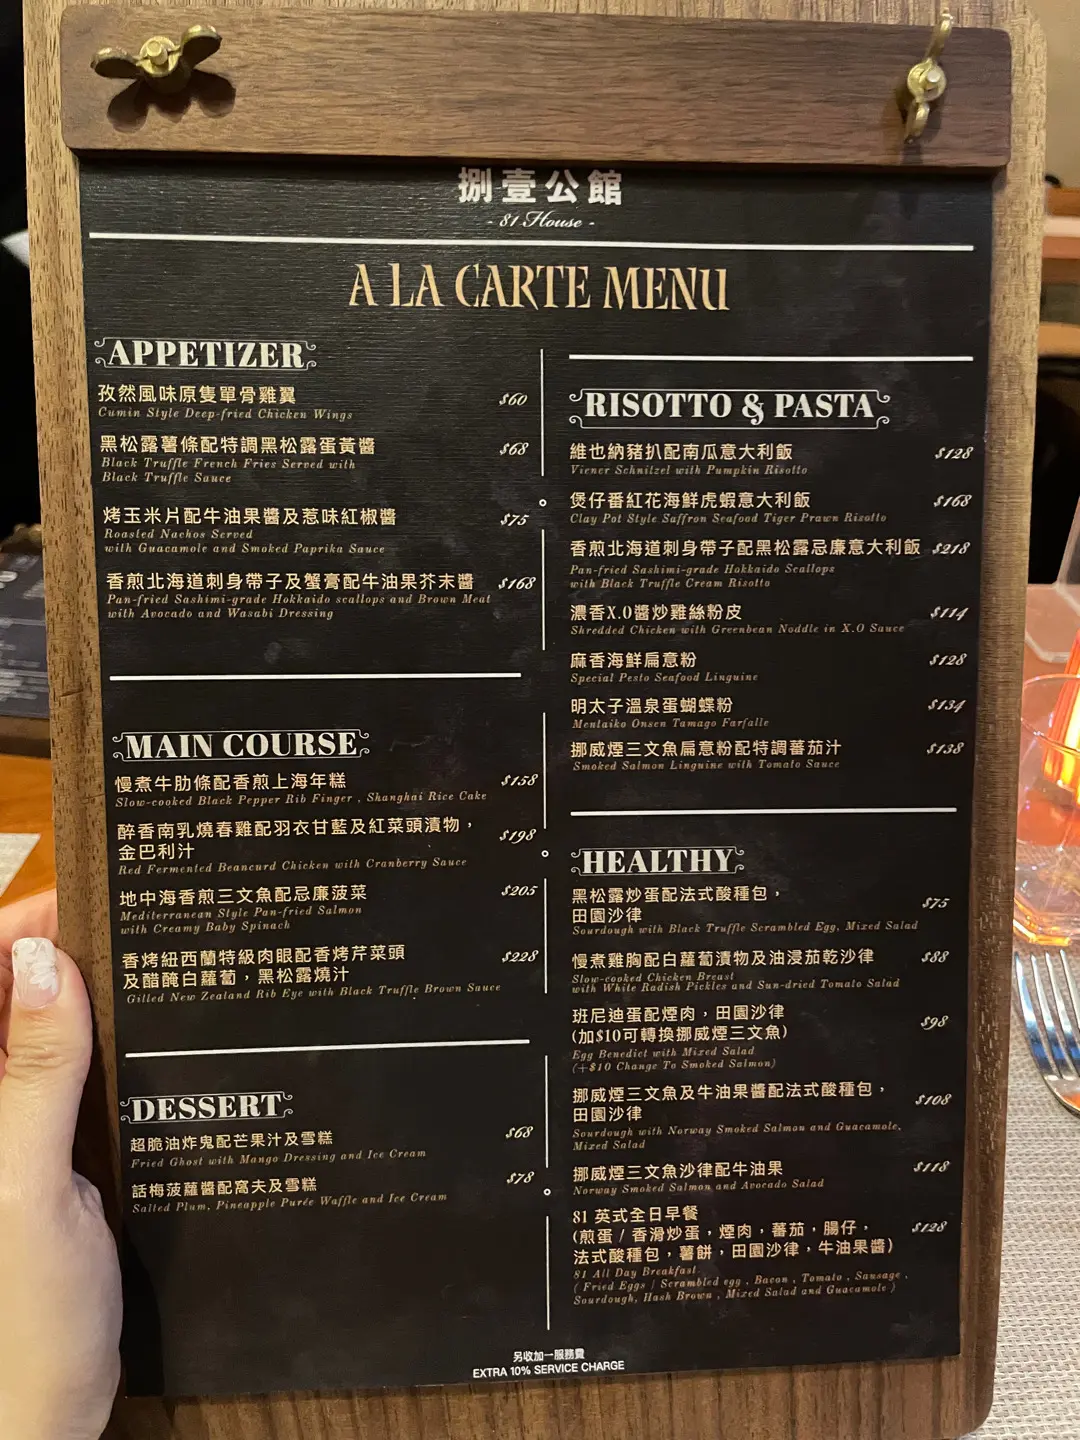 捌壹公館
- 81 House -
A LA CARTE MENU
APPETIZER
孜然風味原隻單骨雞翼 $60
Cumin Style Deep-fried Chicken Wings
黑松露薯條配特調黑松露蛋黃醬 $68
Black Truffle French Fries Served with
Black Truffle Sauce
烤玉米片配牛油果醬及惹味紅椒醬 $75
Roasted Nachos Served
with Guacamole and Smoked Paprika Sauce
香煎北海道刺身帶子及蟹膏配牛油果芥末醬 $168
Pan-fried Sashimi-grade Hokkaido scallops and Brown Meat
with Avocado and Wasabi Dressing
MAIN COURSE
慢煮牛肋條配香煎上海年糕 $158
Slow-cooked Black Pepper Rib Finger , Shanghai Rice Cake
醉香南乳燒春雞配羽衣甘藍及紅菜頭漬物， $198
金巴利汁
Red Fermented Beancurd Chicken with Cranberry Sauce
地中海香煎三文魚配忌廉菠菜 $205
Mediterranean Style Pan-fried Salmon
with Creamy Baby Spinach
香烤紐西蘭特級肉眼配香烤芹菜頭 $228
及醋醃白蘿蔔，黑松露燒汁
Gilled New Zealand Rib Eye with Black Truffle Brown Sauce
DESSERT
超脆油炸鬼配芒果汁及雪糕 $68
Fried Ghost with Mango Dressing and Ice Cream
話梅菠蘿醬配窩夫及雪糕 $78
Salted Plum, Pineapple Purée Waffle and Ice Cream
RISOTTO & PASTA
維也納豬扒配南瓜意大利飯 $128
Viener Schnitzel with Pumpkin Risotto
煲仔番紅花海鮮虎蝦意大利飯 $168
Clay Pot Style Saffron Seafood Tiger Prawn Risotto
香煎北海道刺身帶子配黑松露忌廉意大利飯 $218
Pan-fried Sashimi-grade Hokkaido Scallops
with Black Truffle Cream Risotto
濃香X.O醬炒雞絲粉皮 $114
Shredded Chicken with Greenbean Noddle in X.O Sauce
麻香海鮮扁意粉 $128
Special Pesto Seafood Linguine
明太子溫泉蛋蝴蝶粉 $134
Mentaiko Onsen Tamago Farfalle
挪威煙三文魚扁意粉配特調蕃茄汁 $138
Smoked Salmon Linguine with Tomato Sauce
HEALTHY
黑松露炒蛋配法式酸種包， $75
田園沙律
Sourdough with Black Truffle Scrambled Egg, Mixed Salad
慢煮雞胸配白蘿蔔漬物及油浸茄乾沙律 $88
Slow-cooked Chicken Breast
with White Radish Pickles and Sun-dried Tomato Salad
班尼迪蛋配煙肉，田園沙律 $98
(加$10可轉換挪威煙三文魚)
Egg Benedict with Mixed Salad
(+$10 Change To Smoked Salmon)
挪威煙三文魚及牛油果醬配法式酸種包， $108
田園沙律
Sourdough with Norway Smoked Salmon and Guacamole,
Mixed Salad
挪威煙三文魚沙律配牛油果 $118
Norway Smoked Salmon and Avocado Salad
81 英式全日早餐 $128
(煎蛋 / 香滑炒蛋，煙肉，蕃茄，腸仔，
法式酸種包，薯餅，田園沙律，牛油果醬)
81 All Day Breakfast
( Fried Eggs / Scrambled egg , Bacon , Tomato , Sausage ,
Sourdough, Hash Brown , Mixed Salad and Guacamole )
另收加一服務費
EXTRA 10% SERVICE CHARGE